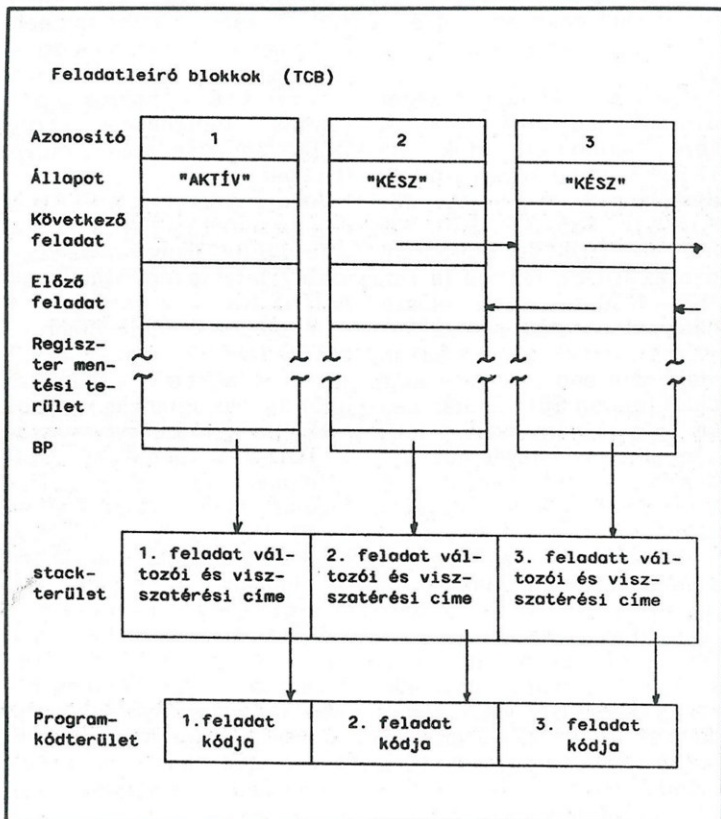 Feladatleíró blokkok (TCB)
Azonosító 1 2 3
Állapot "AKTÍV" "KÉSZ" "KÉSZ"
Következő
feladat
Előző
feladat
Regisz-
ter men-
tési te-
rület
BP
stack-
terület
1. feladat vál-
tozói és visz-
szatérési címe
2. feladat vál-
tozói és visz-
szatérési címe
3. feladatt vál-
tozói és visz-
szatérési címe
Program-
kódterület
1.feladat
kódja
2. feladat
kódja
3. feladat
kódja